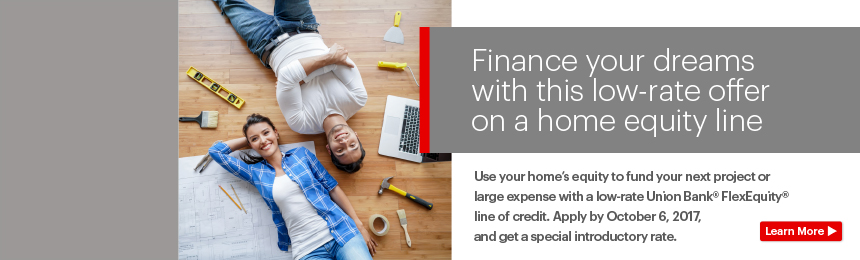 Finance your dreams
with this low-rate offer
on a home equity line
Use your home's equity to fund your next project or
large expense with a low-rate Union Bank® FlexEquity®
line of credit. Apply by October 6, 2017,
and get a special introductory rate.
Learn More